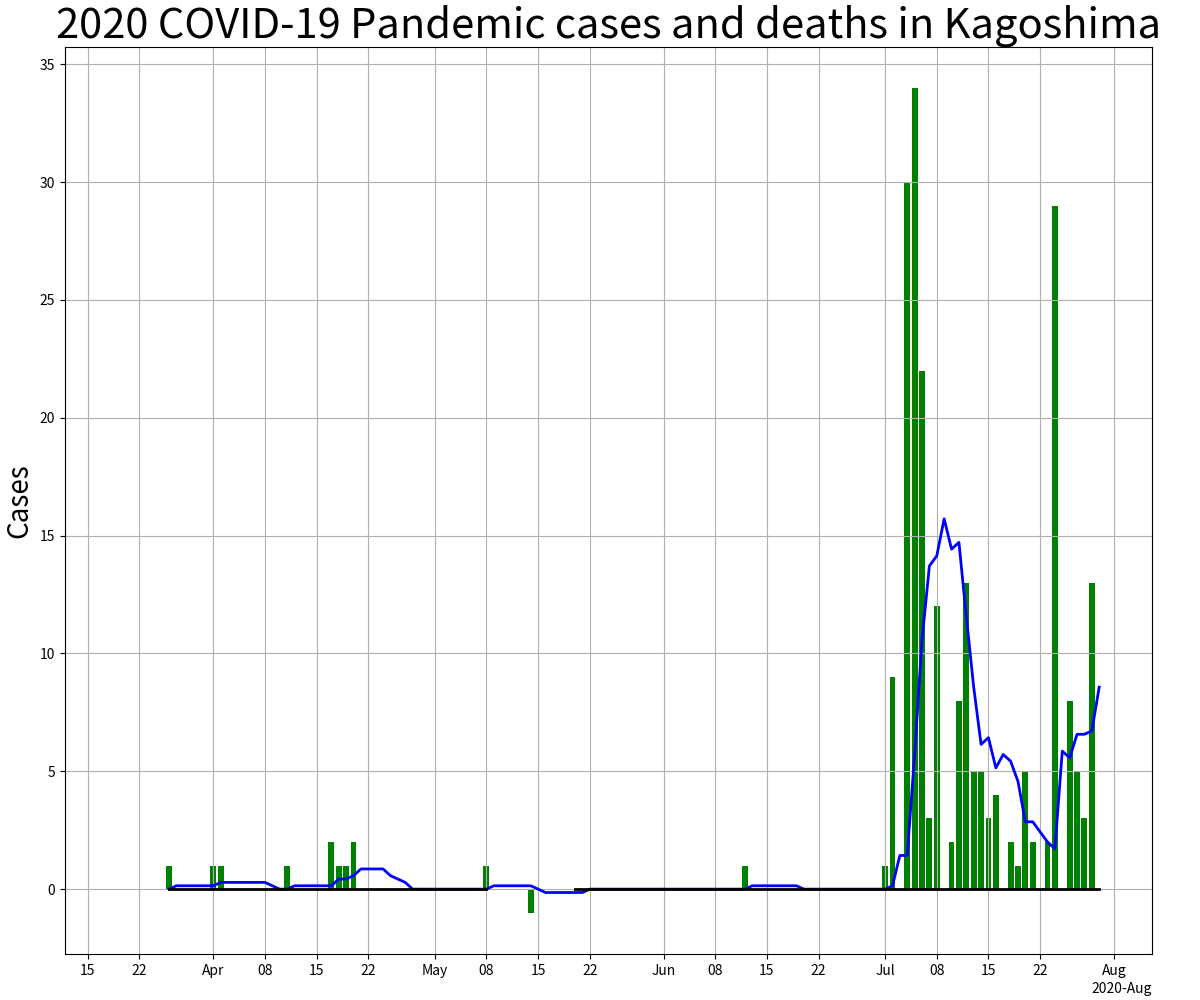 2020 COVID-19 Pandemic cases and deaths in Kagoshima
35
30
25
20
15
10
5
0
Cases
15 22 Apr 08 15 22 May 08 15 22 Jun 08 15 22 Jul 08 15 22 Aug
2020-Aug